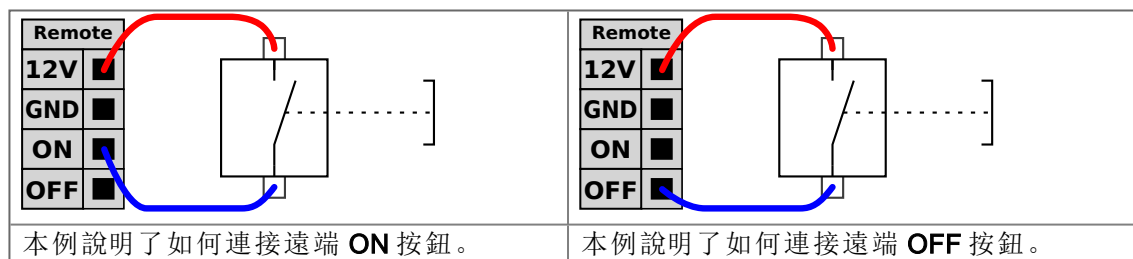 Remote
12V
GND
ON
OFF
本例說明了如何連接遠端 ON 按鈕。
Remote
12V
GND
ON
OFF
本例說明了如何連接遠端 OFF 按鈕。